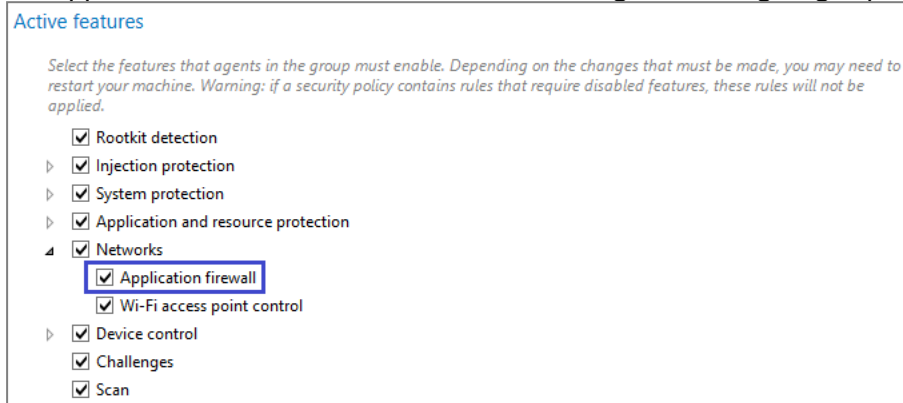 Active features
Select the features that agents in the group must enable. Depending on the changes that must be made, you may need to
restart your machine. Warning: if a security policy contains rules that require disabled features, these rules will not be
applied.
Rootkit detection
Injection protection
System protection
Application and resource protection
Networks
Application firewall
Wi-Fi access point control
Device control
Challenges
Scan